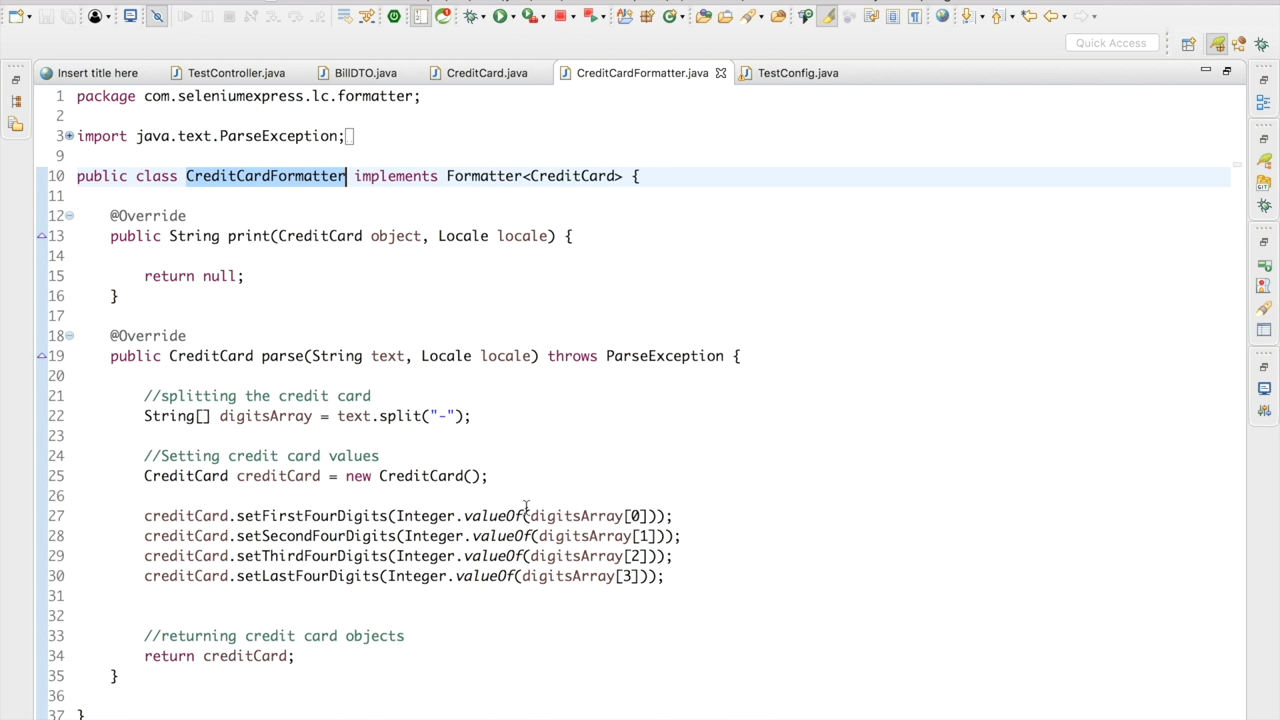 Quick Access
Insert title here TestController.java BillDTO.java CreditCard.java CreditCardFormatter.java TestConfig.java
1 package com.seleniumexpress.lc.formatter;
2
3 import java.text.ParseException;
9
10 public class CreditCardFormatter implements Formatter<CreditCard> {
11
12 @Override
13 public String print(CreditCard object, Locale locale) {
14
15 return null;
16 }
17
18 @Override
19 public CreditCard parse(String text, Locale locale) throws ParseException {
20
21 //splitting the credit card
22 String[] digitsArray = text.split("-");
23
24 //Setting credit card values
25 CreditCard creditCard = new CreditCard();
26
27 creditCard.setFirstFourDigits(Integer.valueOf(digitsArray[0]));
28 creditCard.setSecondFourDigits(Integer.valueOf(digitsArray[1]));
29 creditCard.setThirdFourDigits(Integer.valueOf(digitsArray[2]));
30 creditCard.setLastFourDigits(Integer.valueOf(digitsArray[3]));
31
32
33 //returning credit card objects
34 return creditCard;
35 }
36
37 }